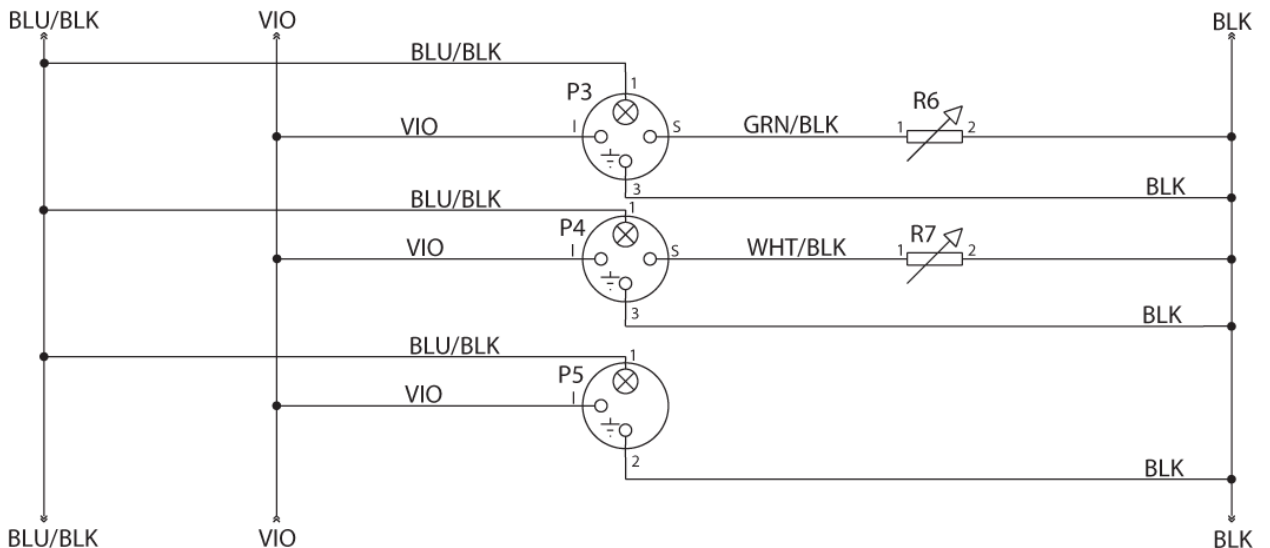 BLU/BLK VIO BLK
BLU/BLK
1
P3 R6
VIO I S GRN/BLK 1 2
3 BLK
BLU/BLK 1
P4 R7
VIO I S WHT/BLK 1 2
3 BLK
BLU/BLK 1
P5
VIO I
2 BLK
BLU/BLK VIO BLK